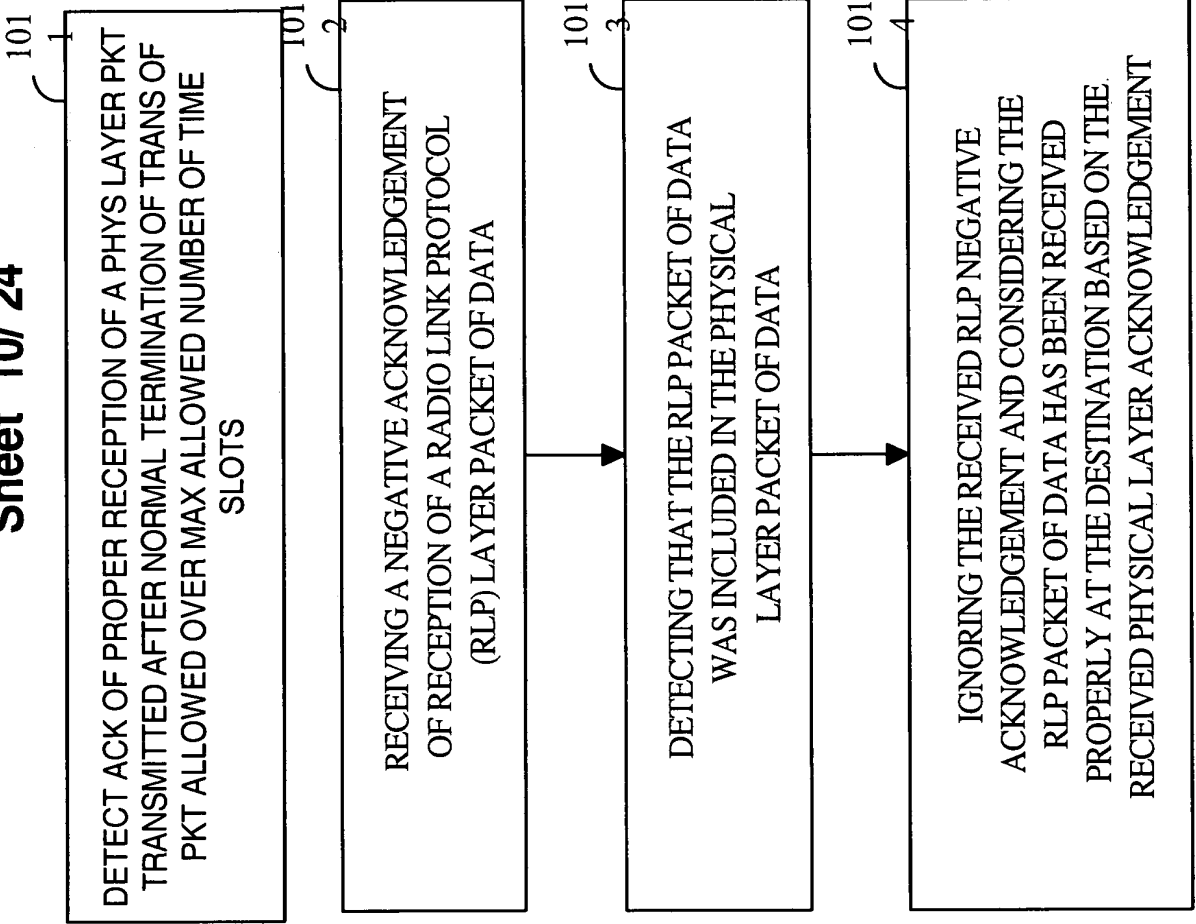 Sheet 10/ 24
101
1
DETECT ACK OF PROPER RECEPTION OF A PHYS LAYER PKT
TRANSMITTED AFTER NORMAL TERMINATION OF TRANS OF
PKT ALLOWED OVER MAX ALLOWED NUMBER OF TIME
SLOTS
101
2
RECEIVING A NEGATIVE ACKNOWLEDGEMENT
OF RECEPTION OF A RADIO LINK PROTOCOL
(RLP) LAYER PACKET OF DATA
101
3
DETECTING THAT THE RLP PACKET OF DATA
WAS INCLUDED IN THE PHYSICAL
LAYER PACKET OF DATA
101
4
IGNORING THE RECEIVED RLP NEGATIVE
ACKNOWLEDGEMENT AND CONSIDERING THE
RLP PACKET OF DATA HAS BEEN RECEIVED
PROPERLY AT THE DESTINATION BASED ON THE
RECEIVED PHYSICAL LAYER ACKNOWLEDGEMENT